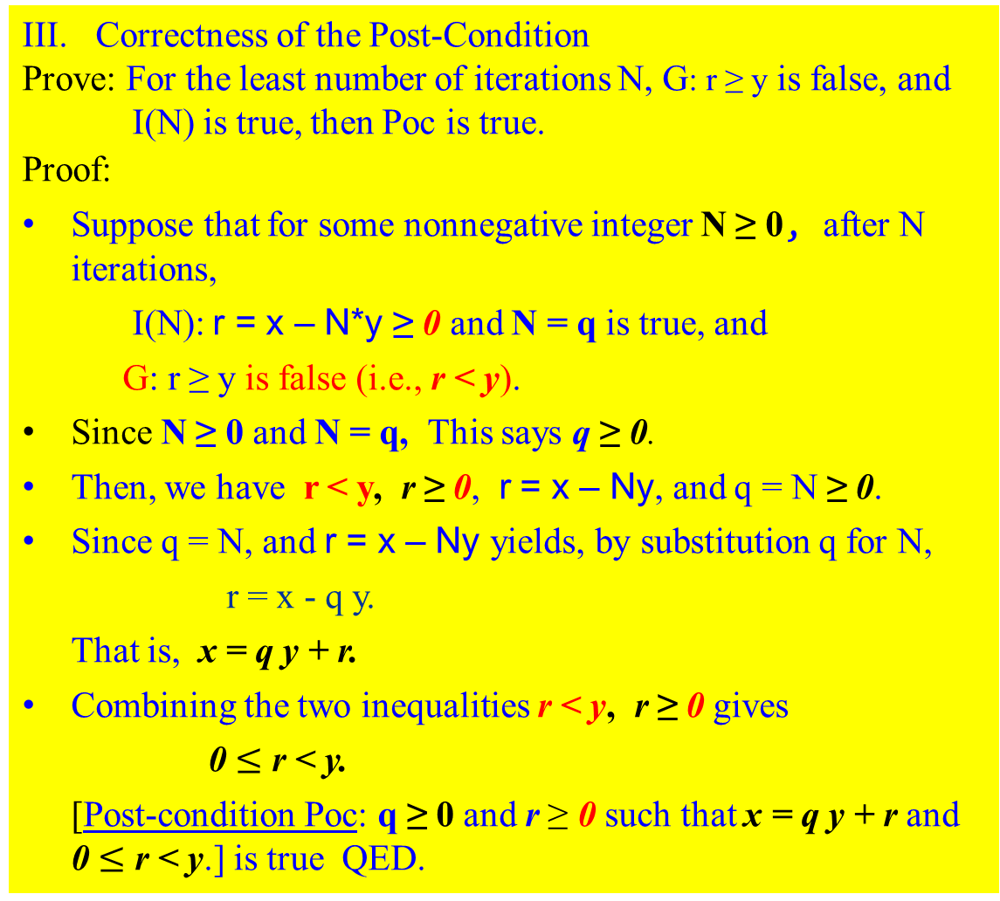 III. Correctness of the Post-Condition
Prove: For the least number of iterations N, G: r ≥ y is false, and
I(N) is true, then Poc is true.
Proof:
• Suppose that for some nonnegative integer N ≥ 0, after N
iterations,
I(N): r = x – N*y ≥ 0 and N = q is true, and
G: r ≥ y is false (i.e., r < y).
• Since N ≥ 0 and N = q, This says q ≥ 0.
• Then, we have r < y, r ≥ 0, r = x – Ny, and q = N ≥ 0.
• Since q = N, and r = x – Ny yields, by substitution q for N,
r = x - q y.
That is, x = q y + r.
• Combining the two inequalities r < y, r ≥ 0 gives
0 ≤ r < y.
[Post-condition Poc: q ≥ 0 and r ≥ 0 such that x = q y + r and
0 ≤ r < y.] is true QED.